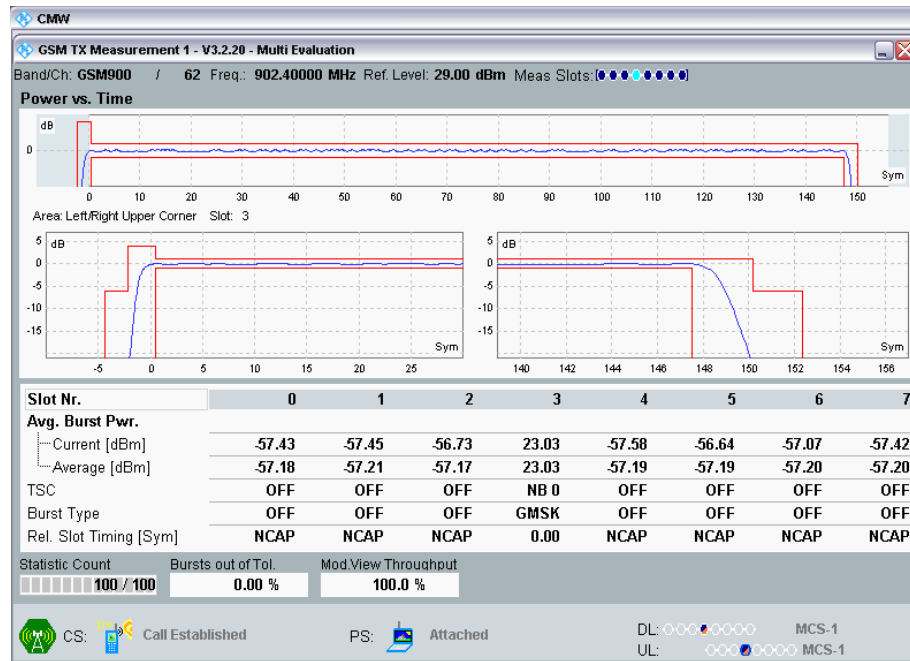 CMW
GSM TX Measurement 1 - V3.2.20 - Multi Evaluation
Band/Ch: GSM900 / 62 Freq.: 902.40000 MHz Ref. Level: 29.00 dBm Meas Slots:
Power vs. Time
dB
0
Sym
0 10 20 30 40 50 60 70 80 90 100 110 120 130 140 150
Area: Left/Right Upper Corner Slot: 3
5 dB 5 dB
0 0
-5 -5
-10 -10
-15 -15
Sym Sym
-5 0 5 10 15 20 25 140 142 144 146 148 150 152 154 156
Slot Nr. 0 1 2 3 4 5 6 7
Avg. Burst Pwr.
Current [dBm] -57.43 -57.45 -56.73 23.03 -57.58 -56.64 -57.07 -57.42
Average [dBm] -57.18 -57.21 -57.17 23.03 -57.19 -57.19 -57.20 -57.20
TSC OFF OFF OFF NB 0 OFF OFF OFF OFF
Burst Type OFF OFF OFF GMSK OFF OFF OFF OFF
Rel. Slot Timing [Sym] NCAP NCAP NCAP 0.00 NCAP NCAP NCAP NCAP
Statistic Count Bursts out of Tol. Mod.View Throughput
100 / 100 0.00 % 100.0 %
CS: Call Established PS: Attached DL: MCS-1
UL: MCS-1